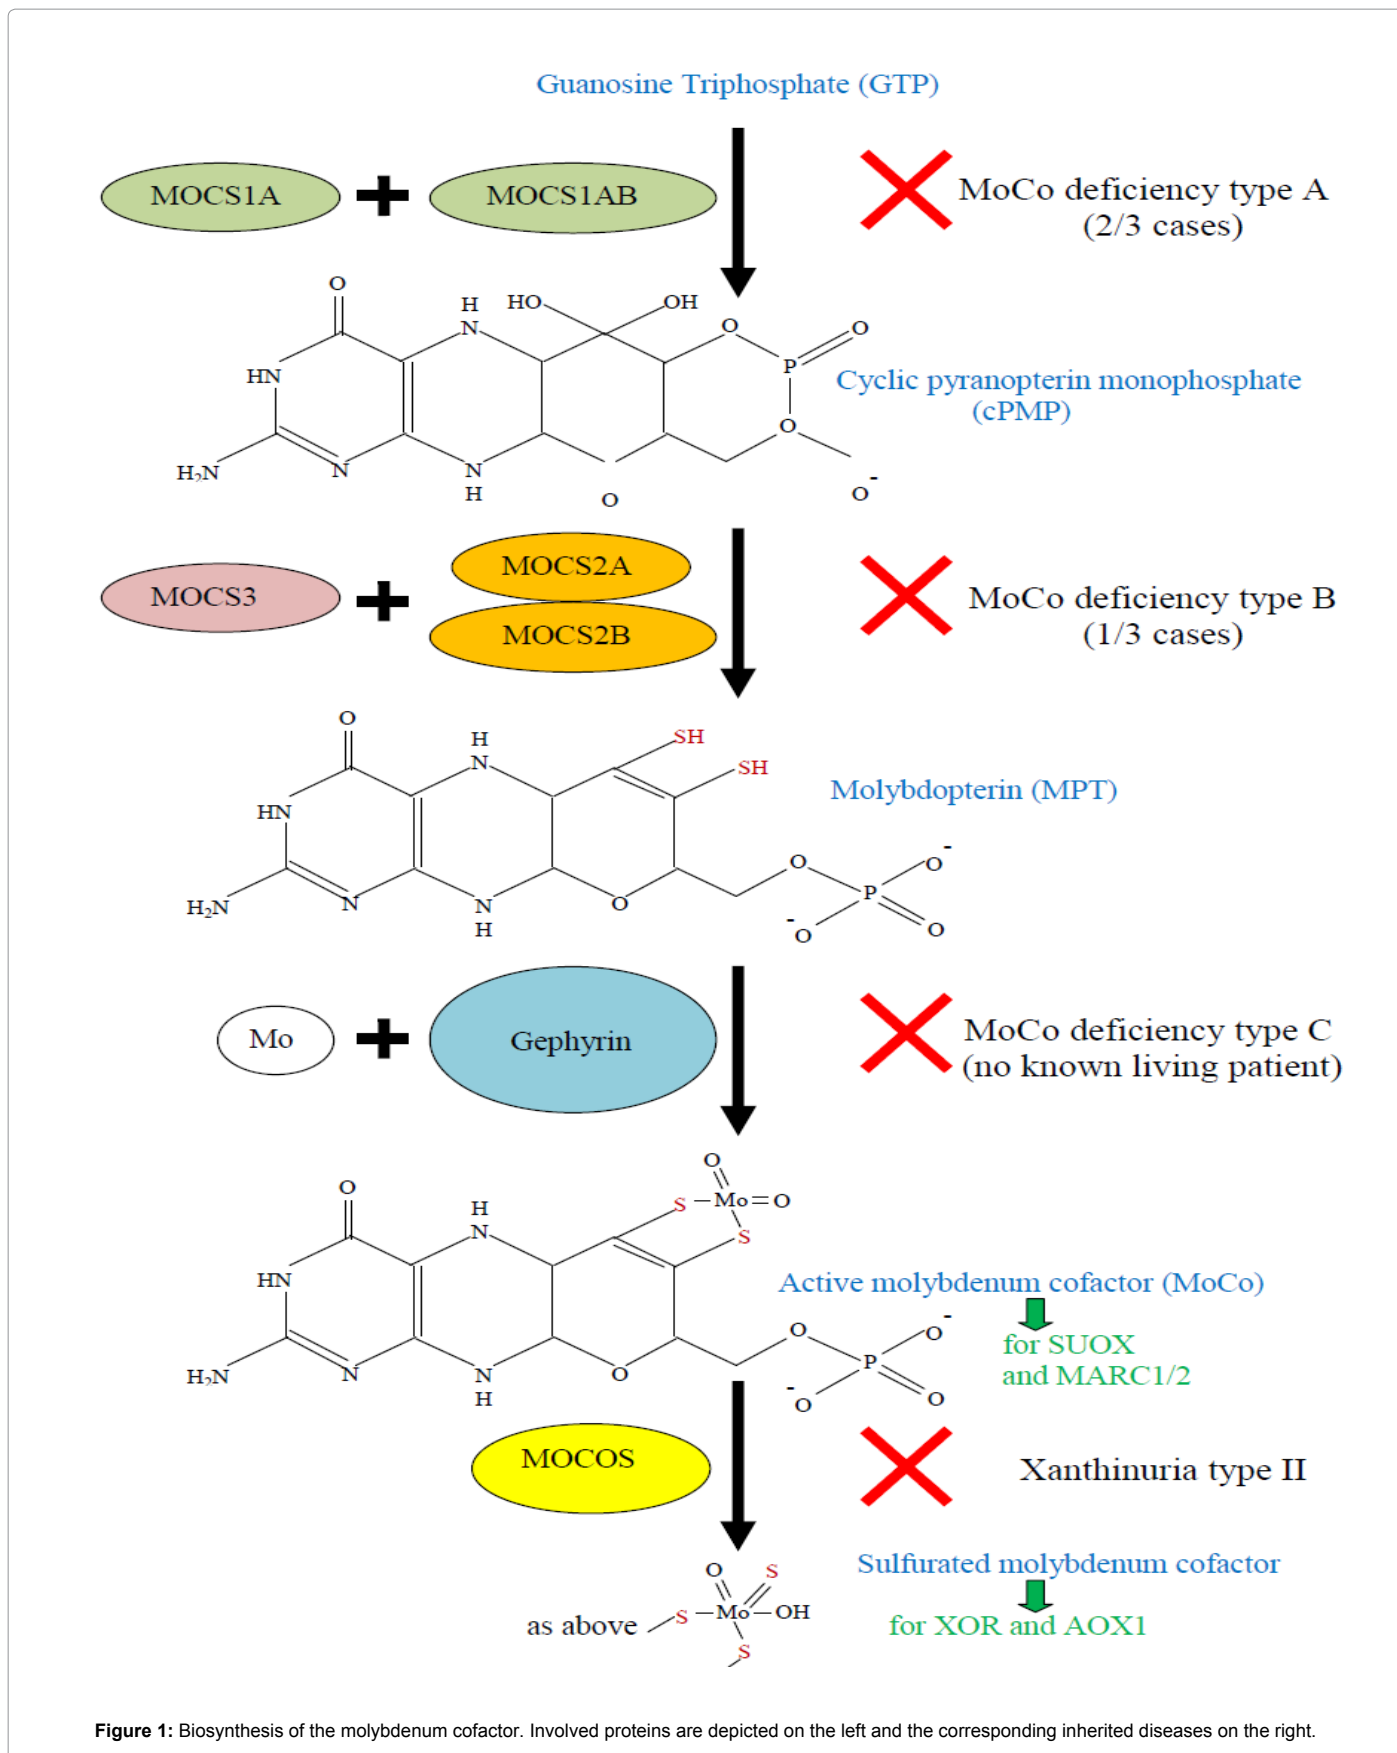 Guanosine Triphosphate (GTP)
MOCS1A
MOCS1AB
MoCo deficiency type A
(2/3 cases)
O
H
N
HO
OH
O
O
P
HN
Cyclic pyranopterin monophosphate
(cPMP)
O
H₂N
N
N
H
O
O-
MOCS3
MOCS2A
MOCS2B
MoCo deficiency type B
(1/3 cases)
O
H
N
SH
SH
HN
Molybdopterin (MPT)
O
O-
P
H₂N
N
N
H
O
-O
O
Mo
Gephyrin
MoCo deficiency type C
(no known living patient)
O
O
H
N
S
Mo
O
S
HN
Active molybdenum cofactor (MoCo)
O
O-
for SUOX
P
and MARC1/2
H₂N
N
N
H
O
-O
O
MOCOS
Xanthinuria type II
Sulfurated molybdenum cofactor
O
S
as above
S
Mo
OH
for XOR and AOX1
S
Figure 1: Biosynthesis of the molybdenum cofactor. Involved proteins are depicted on the left and the corresponding inherited diseases on the right.